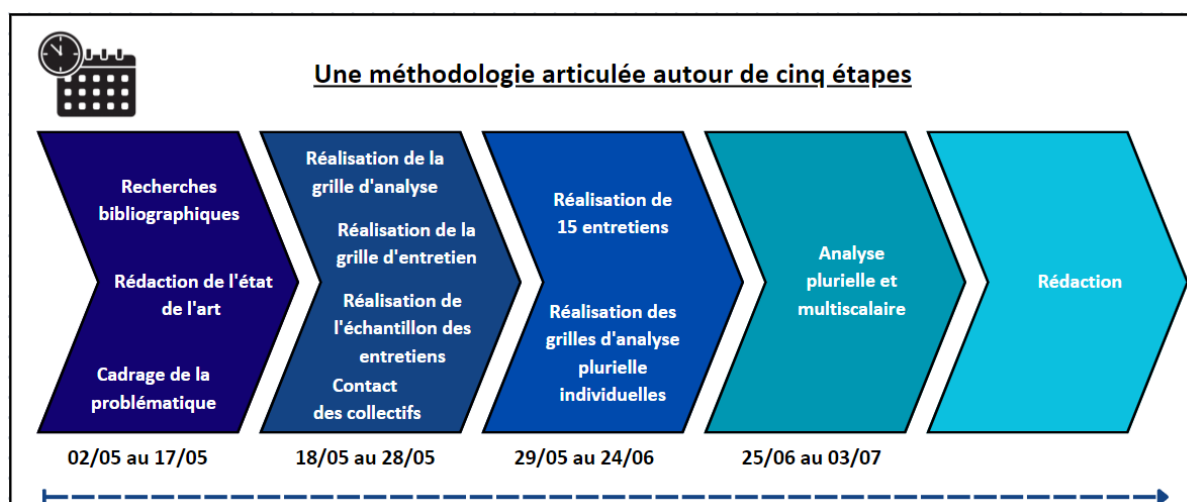 Une méthodologie articulée autour de cinq étapes
Recherches
bibliographiques
Rédaction de l'état
de l'art
Cadrage de la
problématique
Réalisation de la
grille d'analyse
Réalisation de la
grille d'entretien
Réalisation de
l'échantillon des
entretiens
Contact
des collectifs
Réalisation de
15 entretiens
Réalisation des
grilles d'analyse
plurielle
individuelles
Analyse
plurielle et
multiscalaire
Rédaction
02/05 au 17/05
18/05 au 28/05
29/05 au 24/06
25/06 au 03/07